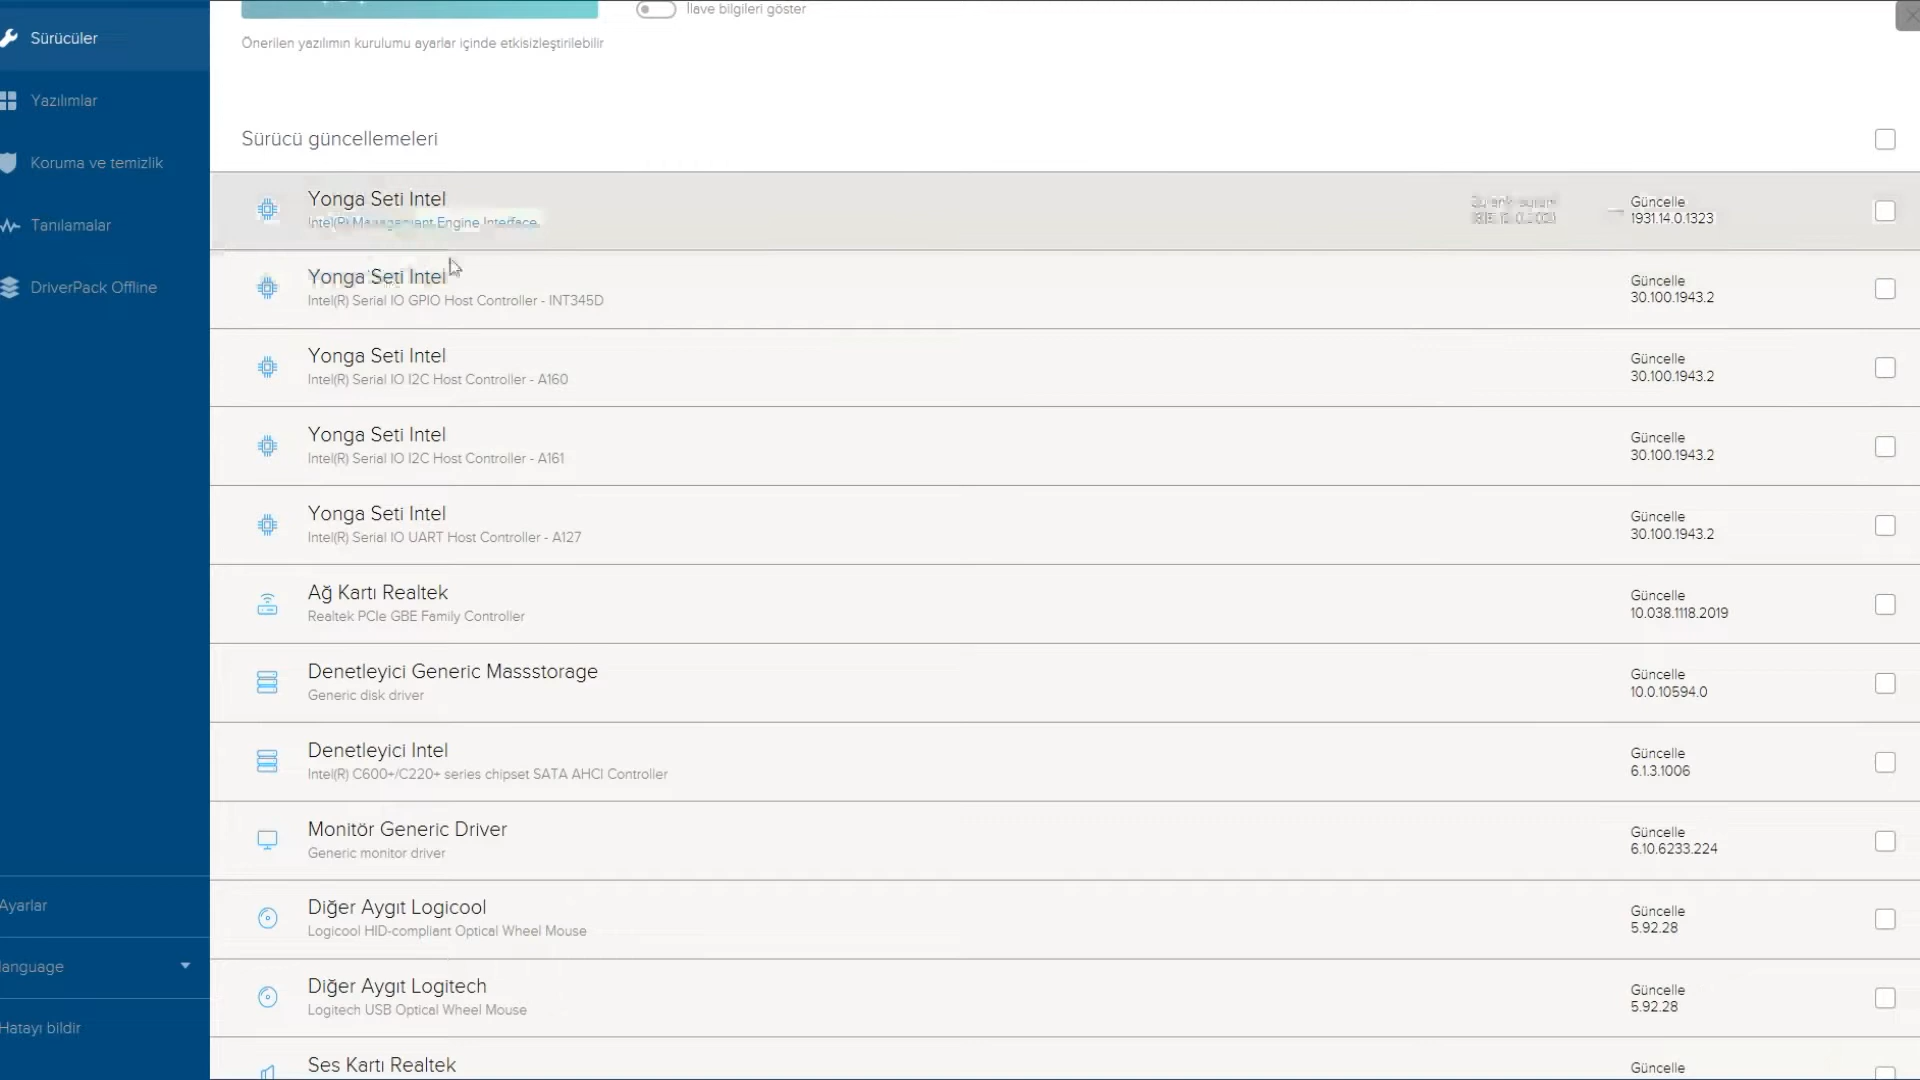 Sürücüler
Yazılımlar
Koruma ve temizlik
Tanılamalar
DriverPack Offline
Ayarlar
language
Hatayı bildir
İlave bilgileri göster
Önerilen yazılımın kurulumu ayarlar içinde etkisizleştirilebilir
Sürücü güncellemeleri
Yonga Seti Intel
Intel(R) Management Engine Interface
Güncelle
1931.14.0.1323
Yonga Seti Intel
Intel(R) Serial IO GPIO Host Controller - INT345D
Güncelle
30.100.1943.2
Yonga Seti Intel
Intel(R) Serial IO I2C Host Controller - A160
Güncelle
30.100.1943.2
Yonga Seti Intel
Intel(R) Serial IO I2C Host Controller - A161
Güncelle
30.100.1943.2
Yonga Seti Intel
Intel(R) Serial IO UART Host Controller - A127
Güncelle
30.100.1943.2
Ağ Kartı Realtek
Realtek PCIe GBE Family Controller
Güncelle
10.038.1118.2019
Denetleyici Generic Massstorage
Generic disk driver
Güncelle
10.0.10594.0
Denetleyici Intel
Intel(R) C600+/C220+ series chipset SATA AHCI Controller
Güncelle
6.1.3.1006
Monitör Generic Driver
Generic monitor driver
Güncelle
6.10.6233.224
Diğer Aygıt Logicool
Logicool HID-compliant Optical Wheel Mouse
Güncelle
5.92.28
Diğer Aygıt Logitech
Logitech USB Optical Wheel Mouse
Güncelle
5.92.28
Ses Kartı Realtek
Güncelle